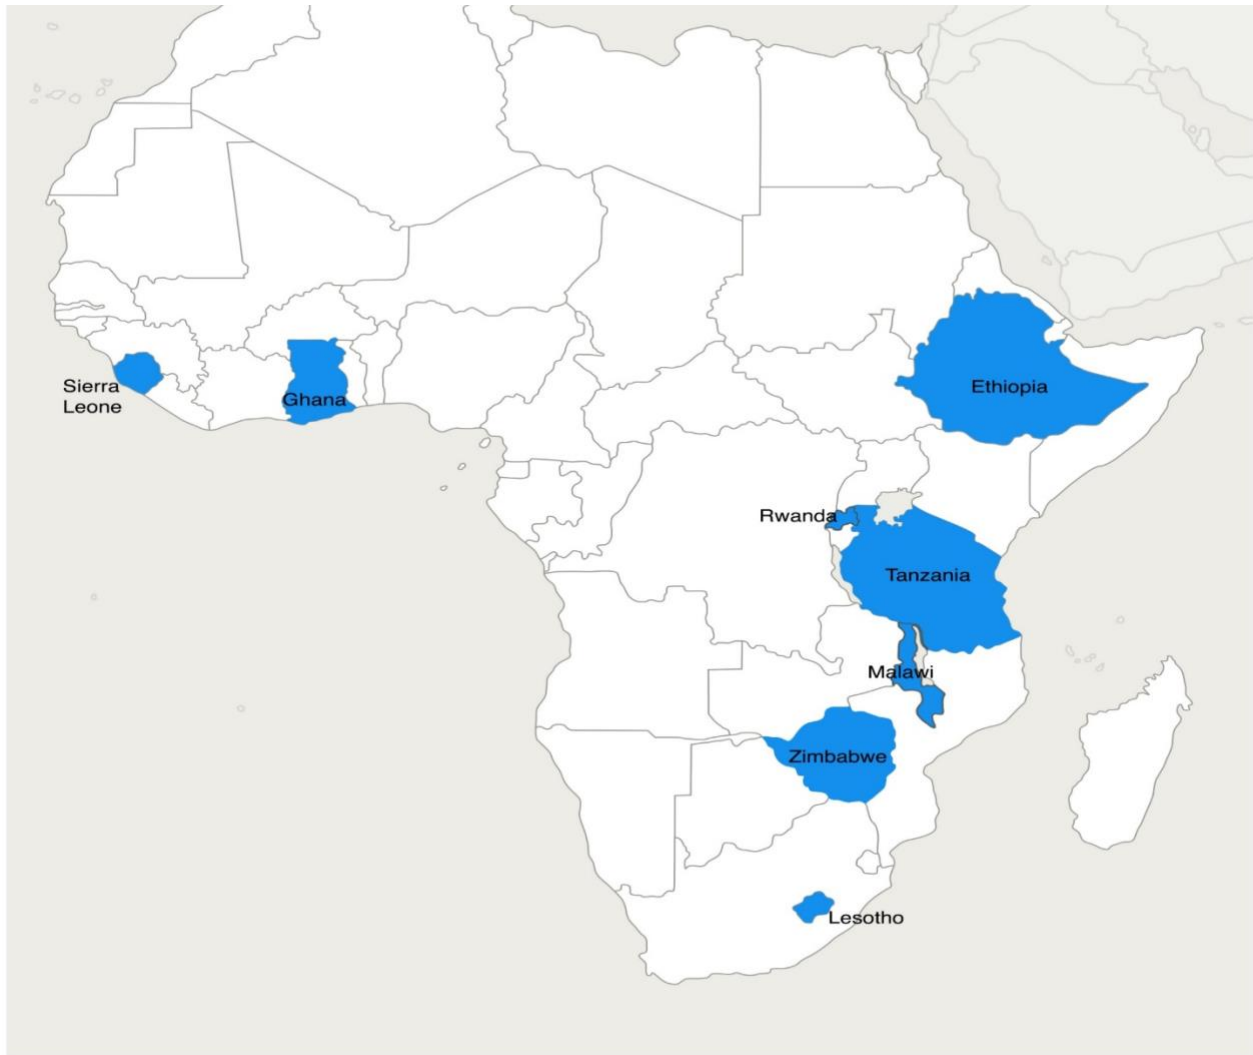 Ethiopia
Sierra
Leone
Ghana
Rwanda
Tanzania
Malawi
Zimbabwe
Lesotho